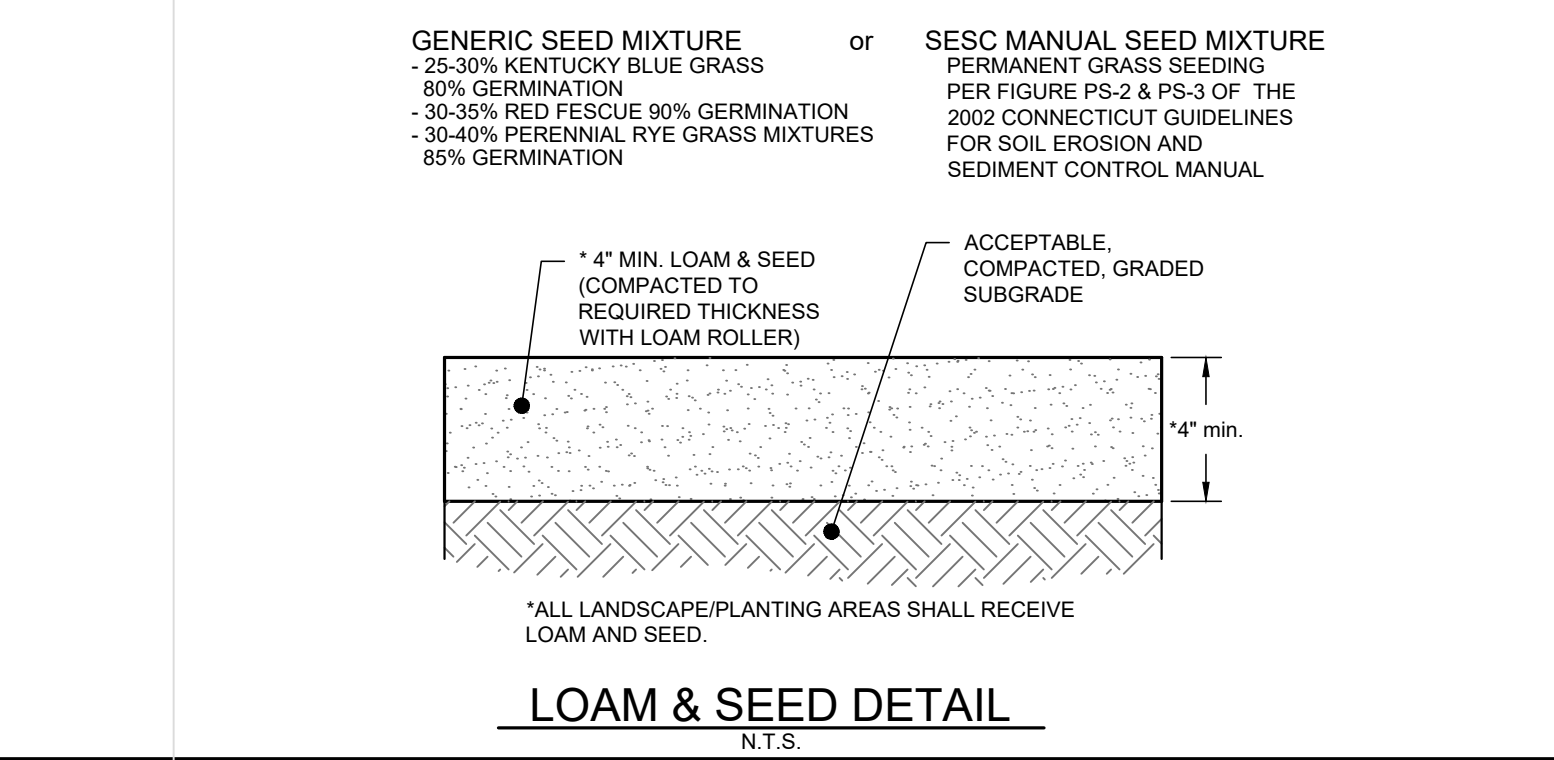 GENERIC SEED MIXTURE
- 25-30% KENTUCKY BLUE GRASS
80% GERMINATION
- 30-35% RED FESCUE 90% GERMINATION
- 30-40% PERENNIAL RYE GRASS MIXTURES
85% GERMINATION
or
SESC MANUAL SEED MIXTURE
PERMANENT GRASS SEEDING
PER FIGURE PS-2 & PS-3 OF THE
2002 CONNECTICUT GUIDELINES
FOR SOIL EROSION AND
SEDIMENT CONTROL MANUAL
* 4" MIN. LOAM & SEED
(COMPACTED TO
REQUIRED THICKNESS
WITH LOAM ROLLER)
ACCEPTABLE,
COMPACTED, GRADED
SUBGRADE
*4" min.
*ALL LANDSCAPE/PLANTING AREAS SHALL RECEIVE
LOAM AND SEED.
LOAM & SEED DETAIL
N.T.S.